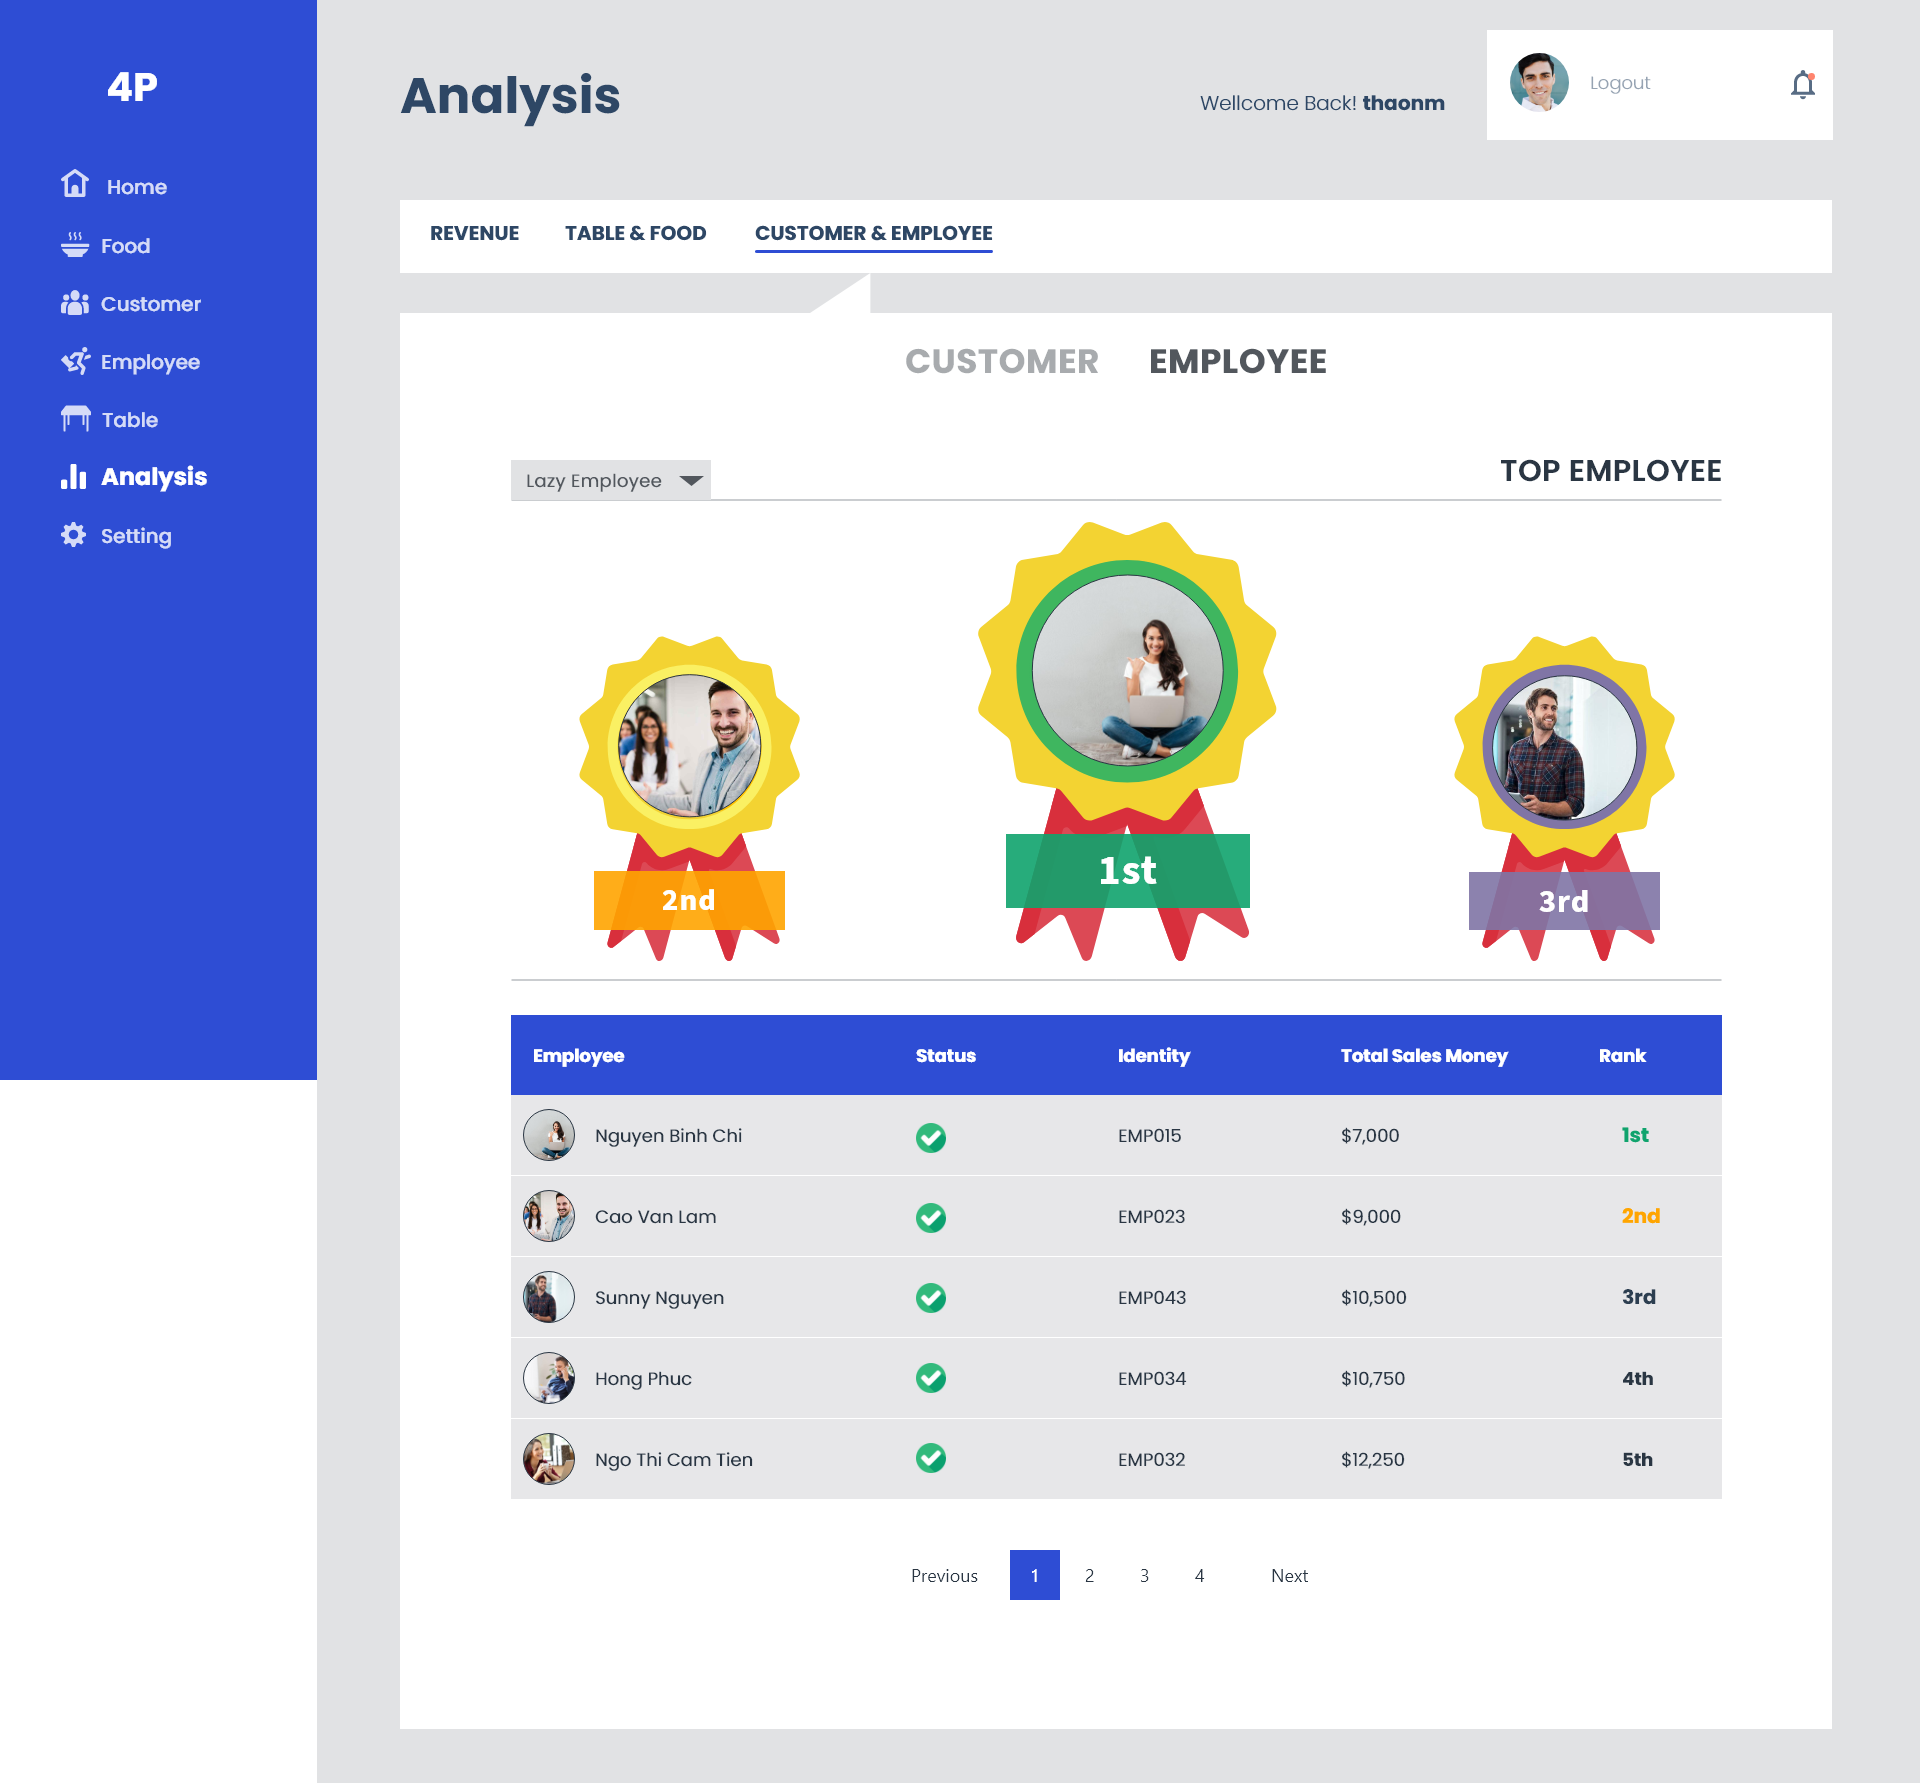 4P
Home
Food
Customer
Employee
Table
Analysis
Setting
Analysis
Wellcome Back! thaonm
Logout
REVENUE TABLE & FOOD CUSTOMER & EMPLOYEE
CUSTOMER EMPLOYEE
Lazy Employee
TOP EMPLOYEE
2nd
1st
3rd
Employee Status Identity Total Sales Money Rank
Nguyen Binh Chi EMP015 $7,000 1st
Cao Van Lam EMP023 $9,000 2nd
Sunny Nguyen EMP043 $10,500 3rd
Hong Phuc EMP034 $10,750 4th
Ngo Thi Cam Tien EMP032 $12,250 5th
Previous 1 2 3 4 Next